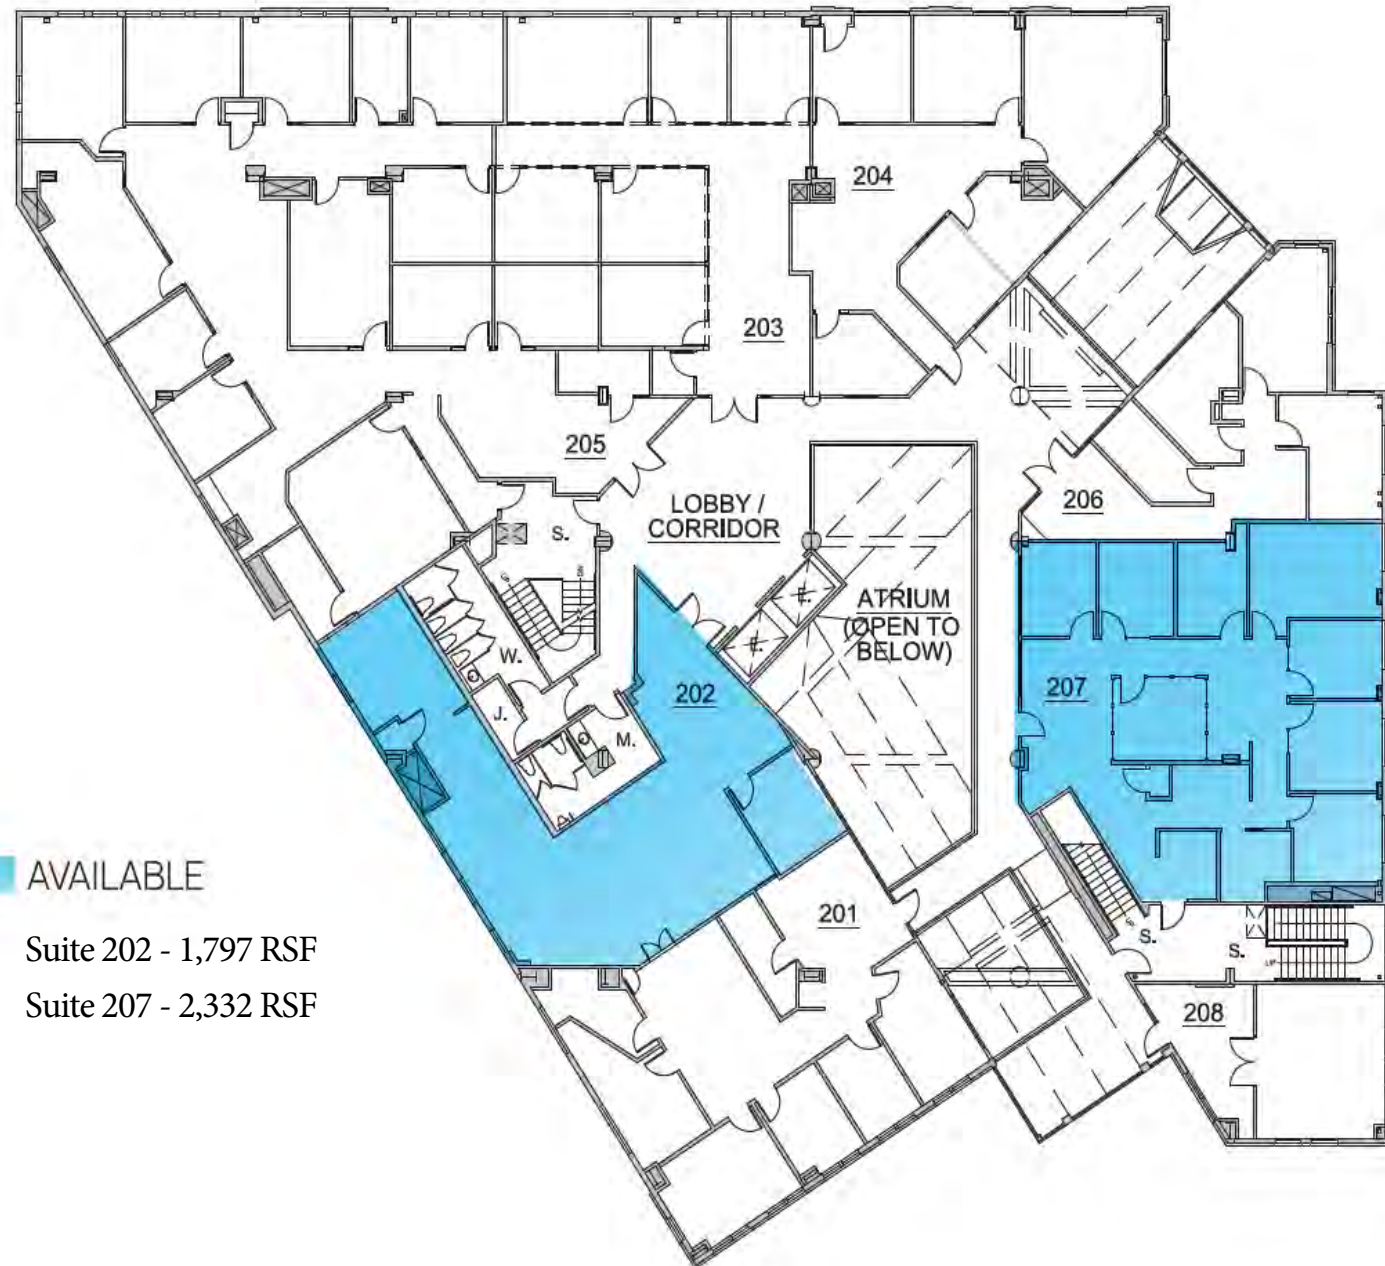 204
203
205
206
LOBBY /
CORRIDOR
S.
E.
ATRIUM
(OPEN TO
BELOW)
E.
W.
202
207
J.
M.
AVAILABLE
Suite 202 - 1,797 RSF
Suite 207 - 2,332 RSF
201
S.
S.
UP
208